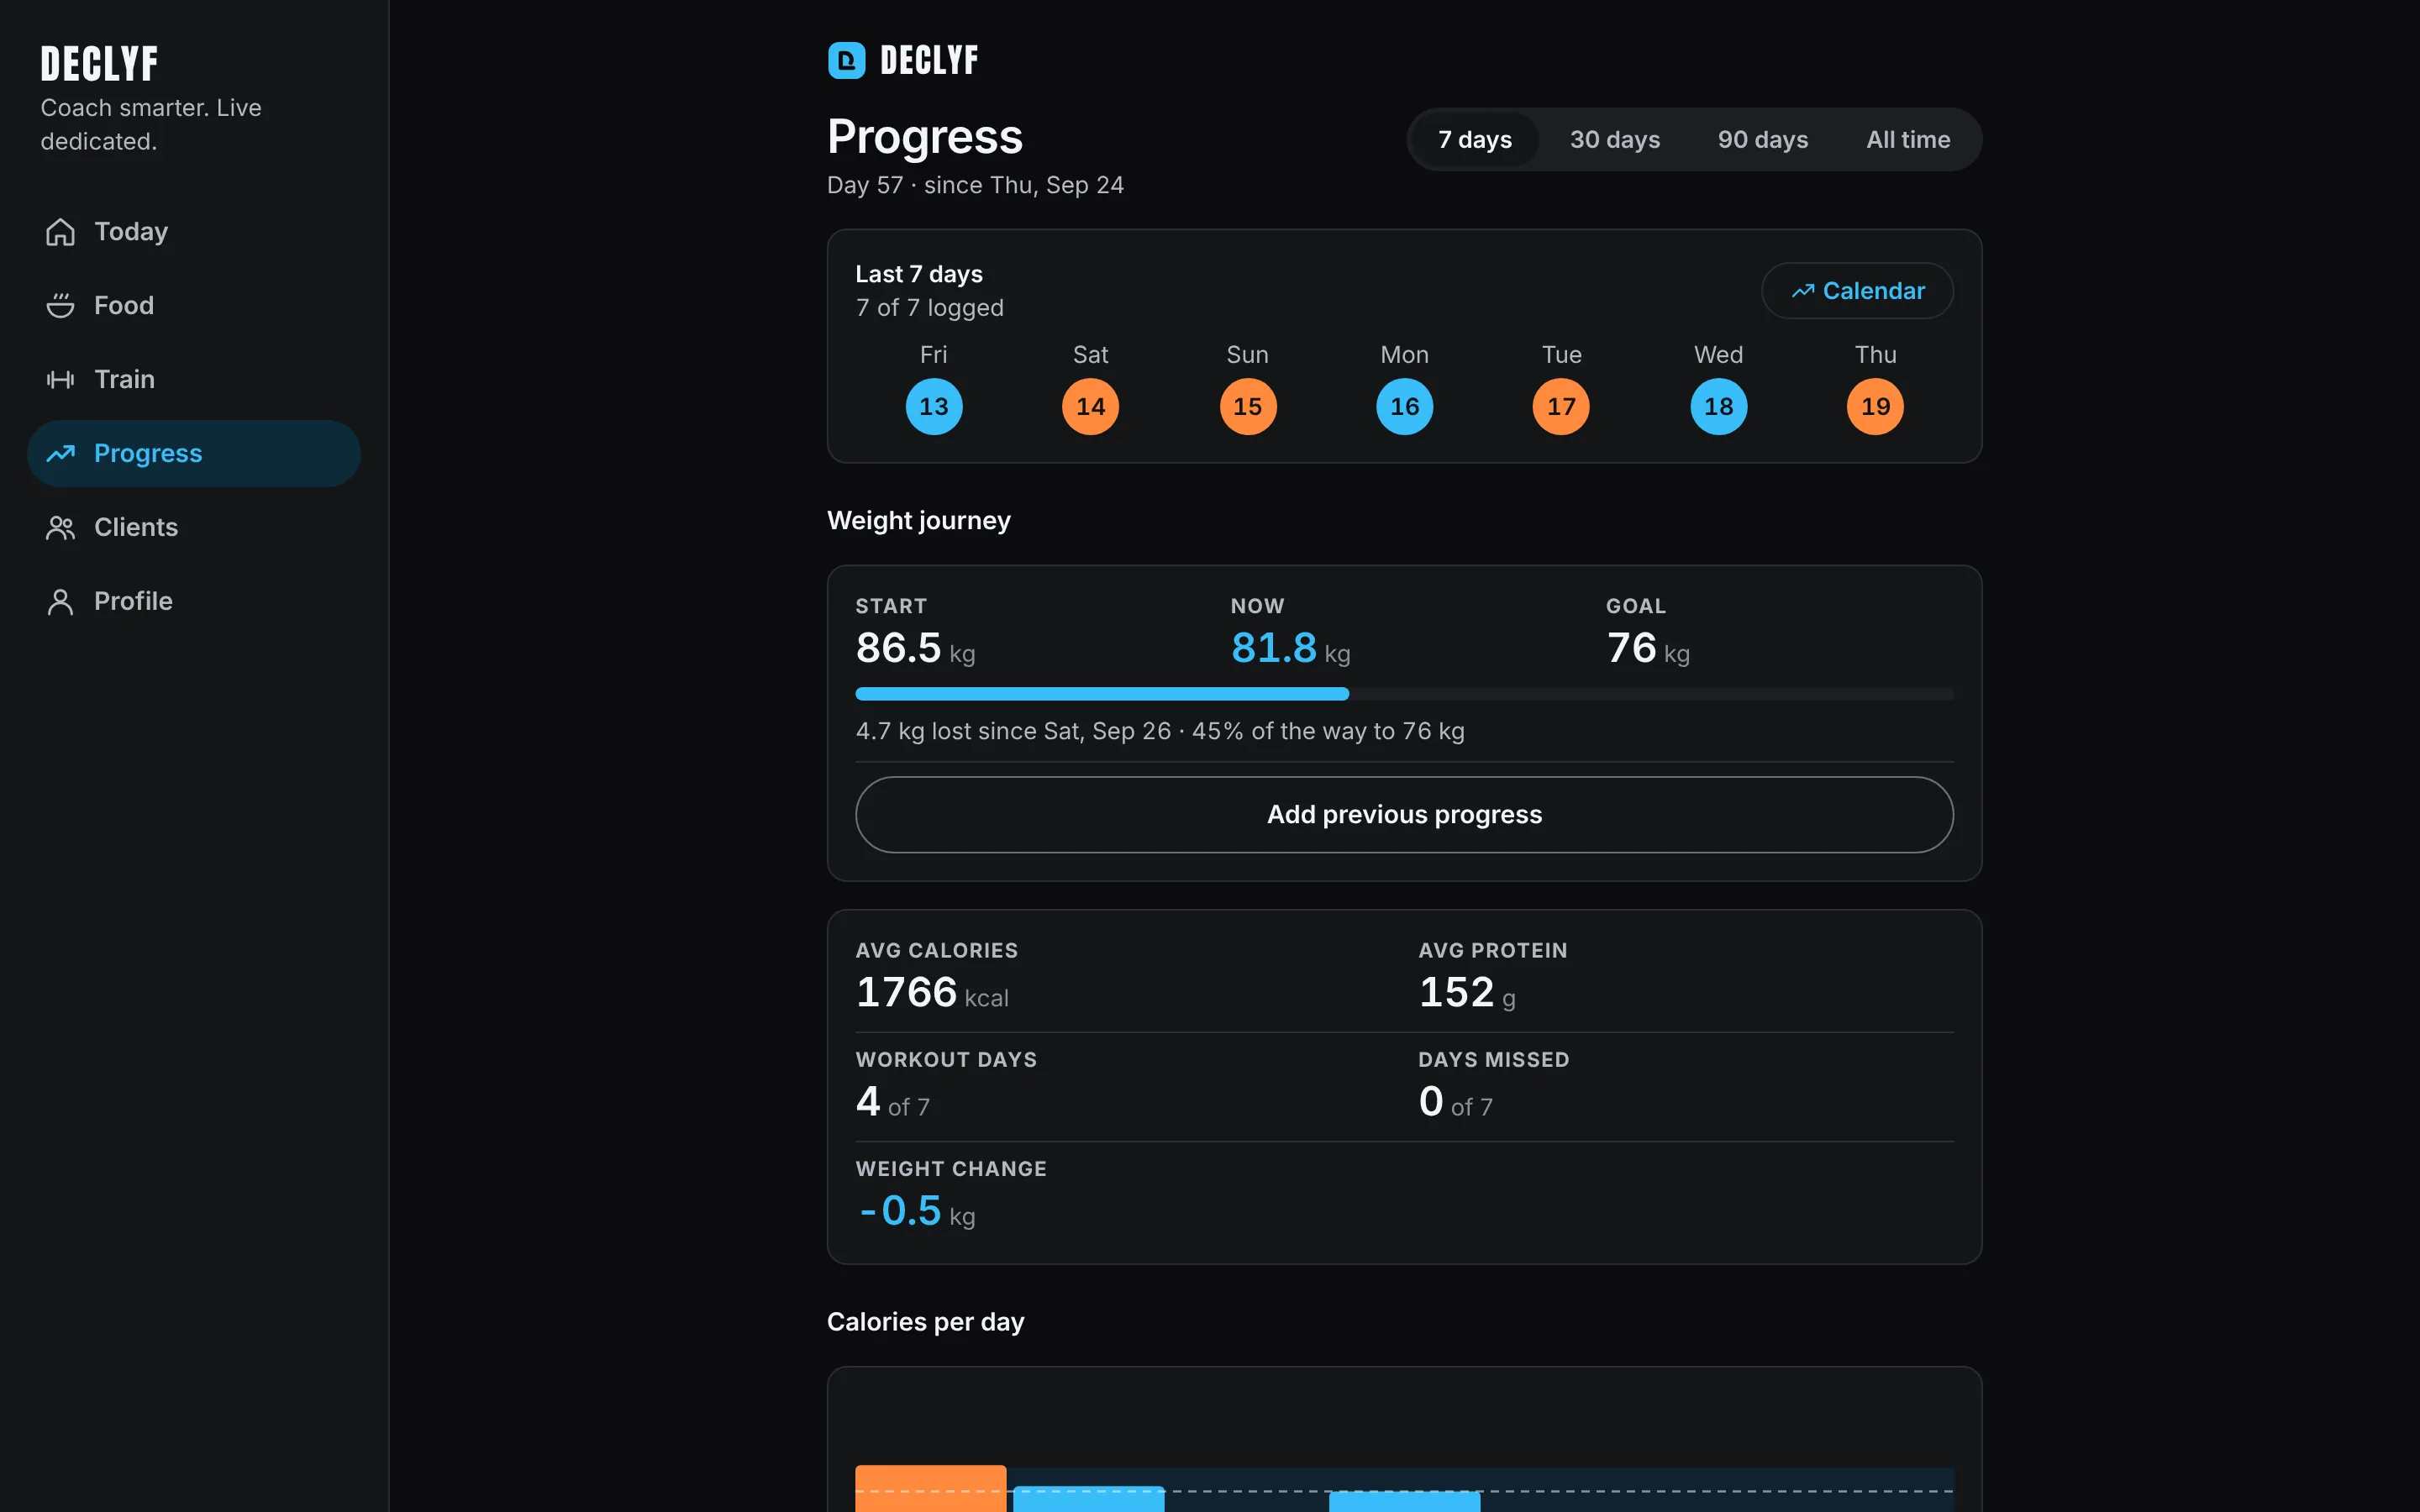 DECLYF
Coach smarter. Live
dedicated.
Today
Food
Train
Progress
Clients
Profile
DECLYF
Progress
Day 57 · since Thu, Sep 24
7 days
30 days
90 days
All time
Last 7 days
7 of 7 logged
Calendar
Fri
Sat
Sun
Mon
Tue
Wed
Thu
13
14
15
16
17
18
19
Weight journey
START
NOW
GOAL
86.5 kg
81.8 kg
76 kg
4.7 kg lost since Sat, Sep 26 · 45% of the way to 76 kg
Add previous progress
AVG CALORIES
AVG PROTEIN
1766 kcal
152 g
WORKOUT DAYS
DAYS MISSED
4 of 7
0 of 7
WEIGHT CHANGE
-0.5 kg
Calories per day